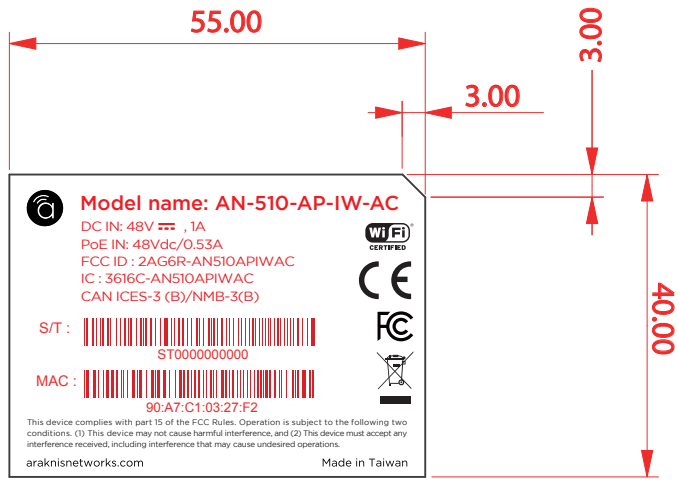 55.00
3.00
3.00
a
Model name: AN-510-AP-IW-AC
DC IN: 48V ⎓ , 1A
PoE IN: 48Vdc/0.53A
FCC ID : 2AG6R-AN510APIWAC
IC : 3616C-AN510APIWAC
CAN ICES-3 (B)/NMB-3(B)
Wi Fi®
CERTIFIED
CE
FC
40.00
S/T :
ST0000000000
MAC :
90:A7:C1:03:27:F2
This device complies with part 15 of the FCC Rules. Operation is subject to the following two
conditions. (1) This device may not cause harmful interference, and (2) This device must accept any
interference received, including interference that may cause undesired operations.
araknisnetworks.com Made in Taiwan